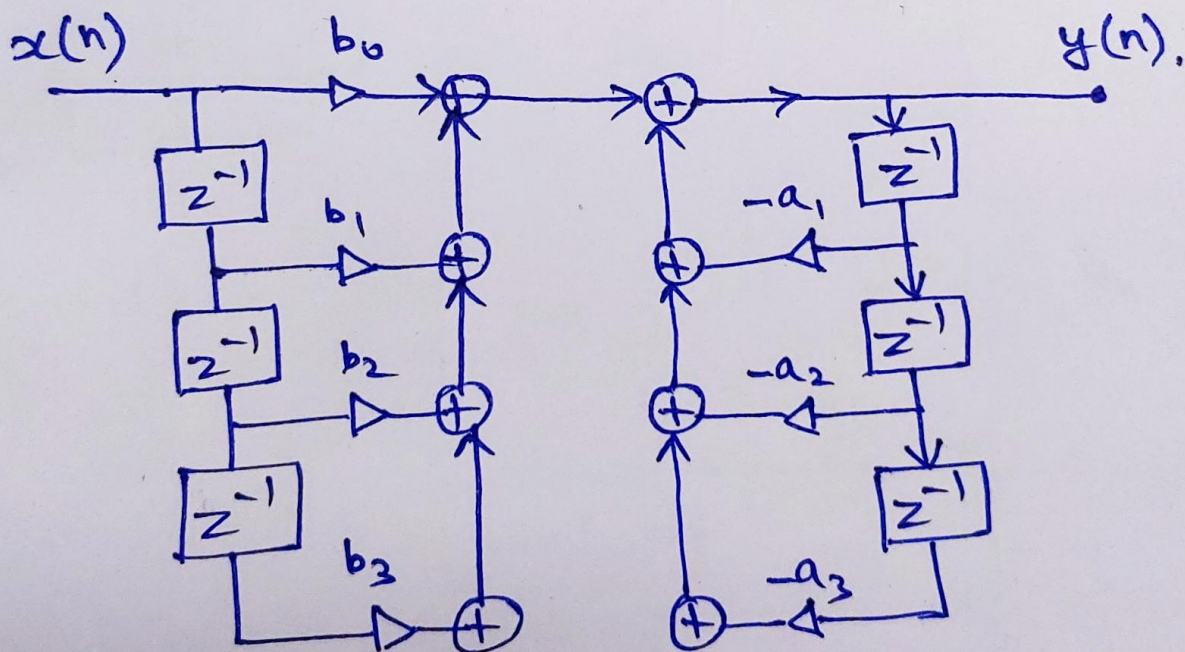 x(n) b₀ y(n).
z⁻¹ z⁻¹
b₁ -a₁
z⁻¹ z⁻¹
b₂ -a₂
z⁻¹ z⁻¹
b₃ -a₃